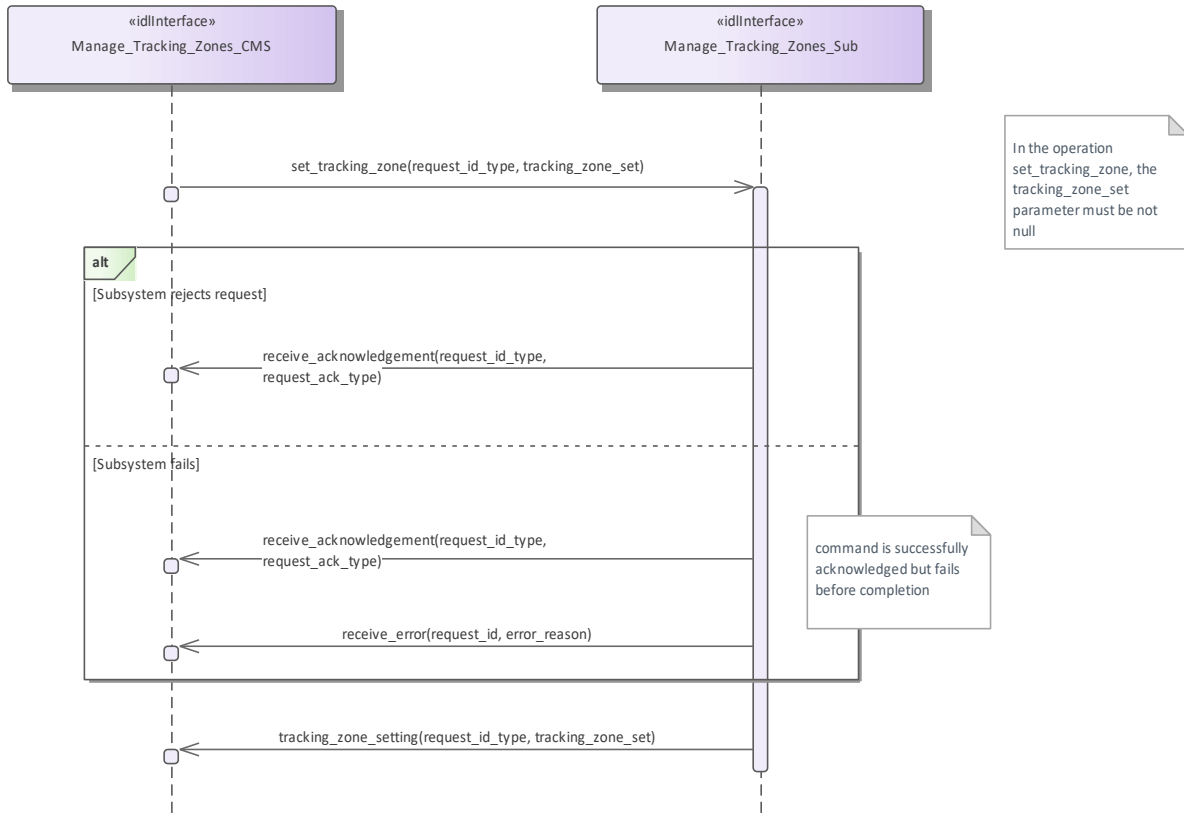 «idlInterface»
Manage_Tracking_Zones_CMS
«idlInterface»
Manage_Tracking_Zones_Sub
In the operation
set_tracking_zone, the
tracking_zone_set
parameter must be not
null
set_tracking_zone(request_id_type, tracking_zone_set)
alt
[Subsystem rejects request]
receive_acknowledgement(request_id_type,
request_ack_type)
[Subsystem fails]
receive_acknowledgement(request_id_type,
request_ack_type)
command is successfully
acknowledged but fails
before completion
receive_error(request_id, error_reason)
tracking_zone_setting(request_id_type, tracking_zone_set)